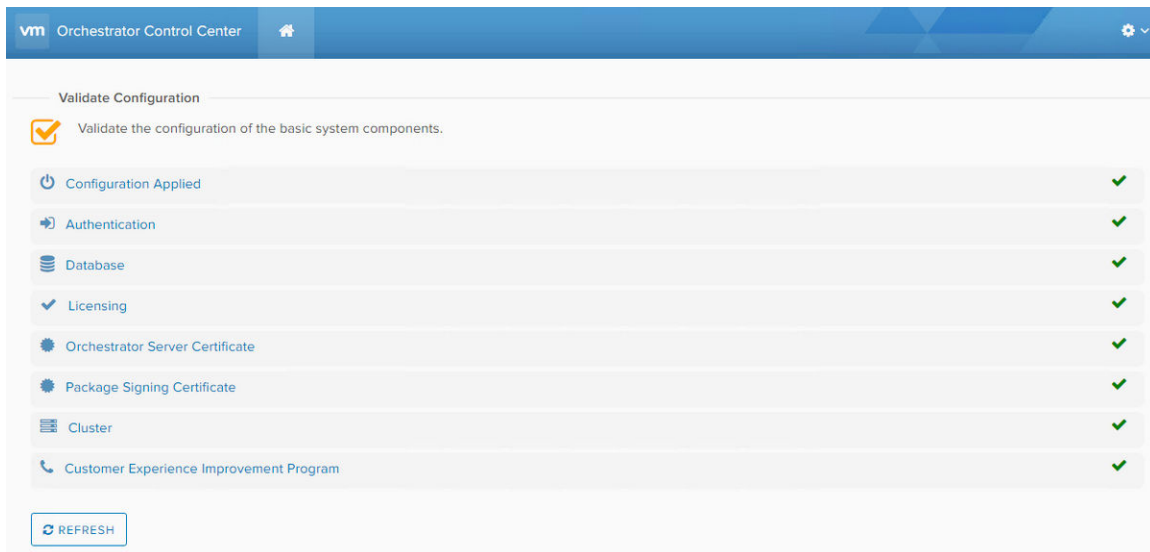 vm Orchestrator Control Center
Validate Configuration
Validate the configuration of the basic system components.
Configuration Applied
Authentication
Database
Licensing
Orchestrator Server Certificate
Package Signing Certificate
Cluster
Customer Experience Improvement Program
REFRESH